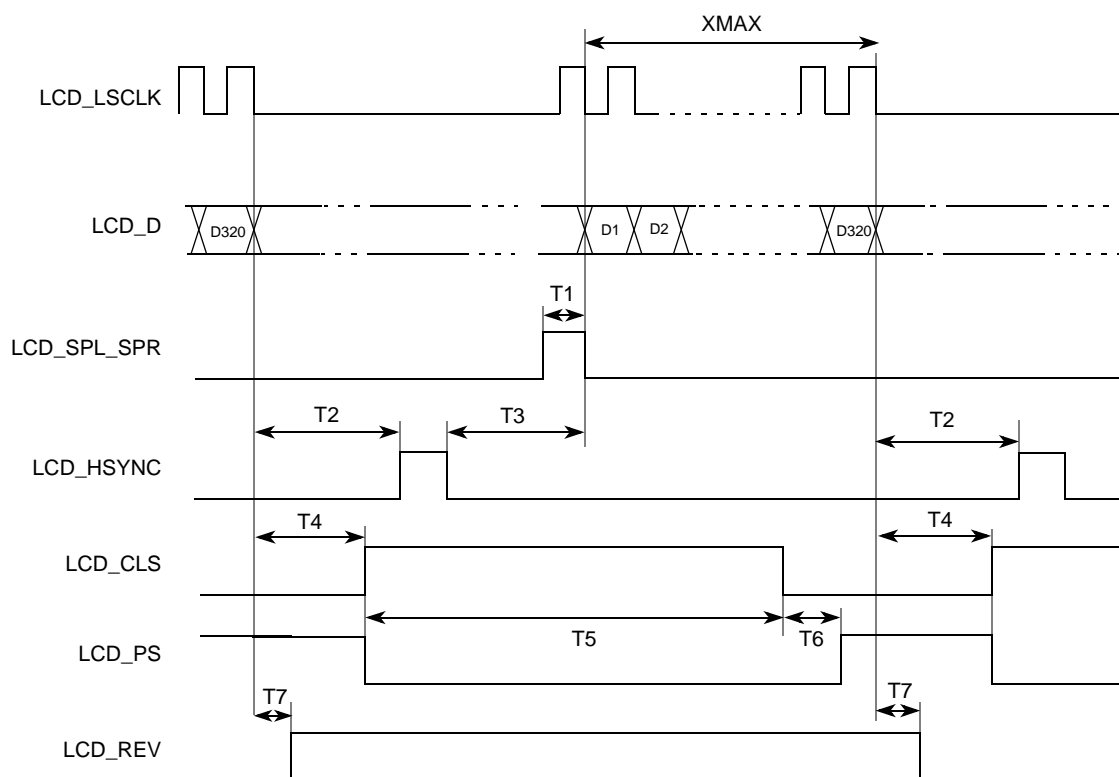 XMAX
LCD_LSCLK
LCD_D
D320
D1
D2
D320
T1
LCD_SPL_SPR
T2
T3
T2
LCD_HSYNC
T4
T4
LCD_CLS
T5
T6
LCD_PS
T7
T7
LCD_REV